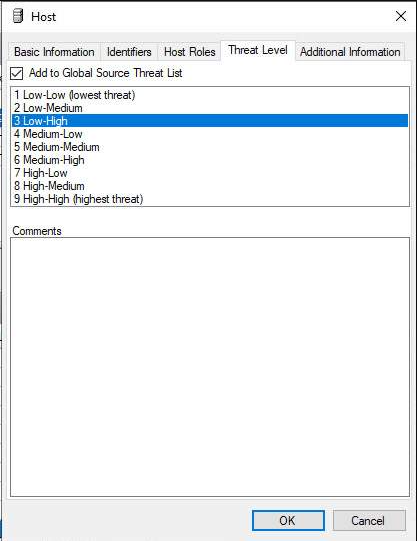 Host
Basic Information Identifiers Host Roles Threat Level Additional Information
Add to Global Source Threat List
1 Low-Low (lowest threat)
2 Low-Medium
3 Low-High
4 Medium-Low
5 Medium-Medium
6 Medium-High
7 High-Low
8 High-Medium
9 High-High (highest threat)
Comments
OK Cancel